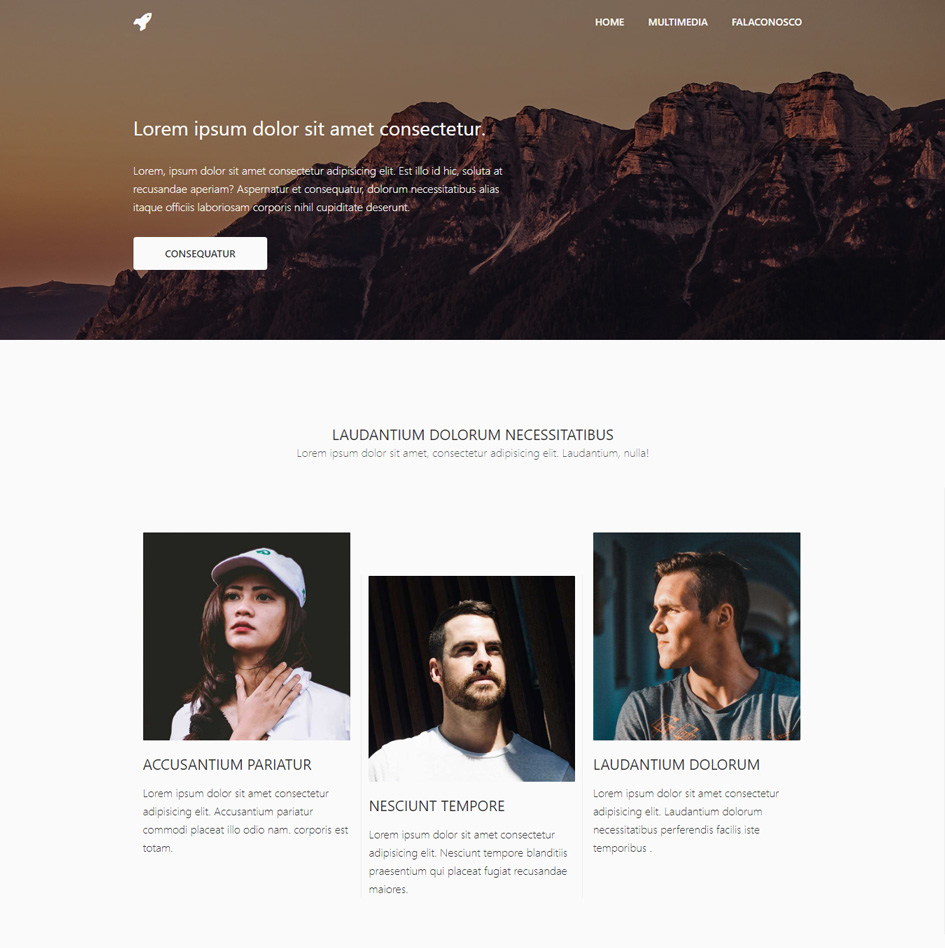 HOME MULTIMEDIA FALACONOSCO
Lorem ipsum dolor sit amet consectetur.
Lorem, ipsum dolor sit amet consectetur adipisicing elit. Est illo id hic, soluta at
recusandae aperiam? Aspernatur et consequatur, dolorum necessitatibus alias
itaque officiis laboriosam corporis nihil cupiditate deserunt.
CONSEQUATUR
LAUDANTIUM DOLORUM NECESSITATIBUS
Lorem ipsum dolor sit amet, consectetur adipisicing elit. Laudantium, nulla!
ACCUSANTIUM PARIATUR
Lorem ipsum dolor sit amet consectetur
adipisicing elit. Accusantium pariatur
commodi placeat illo odio nam. corporis est
totam.
NESCIUNT TEMPORE
Lorem ipsum dolor sit amet consectetur
adipisicing elit. Nesciunt tempore blanditiis
praesentium qui placeat fugiat recusandae
maiores.
LAUDANTIUM DOLORUM
Lorem ipsum dolor sit amet consectetur
adipisicing elit. Laudantium dolorum
necessitatibus perferendis facilis iste
temporibus .